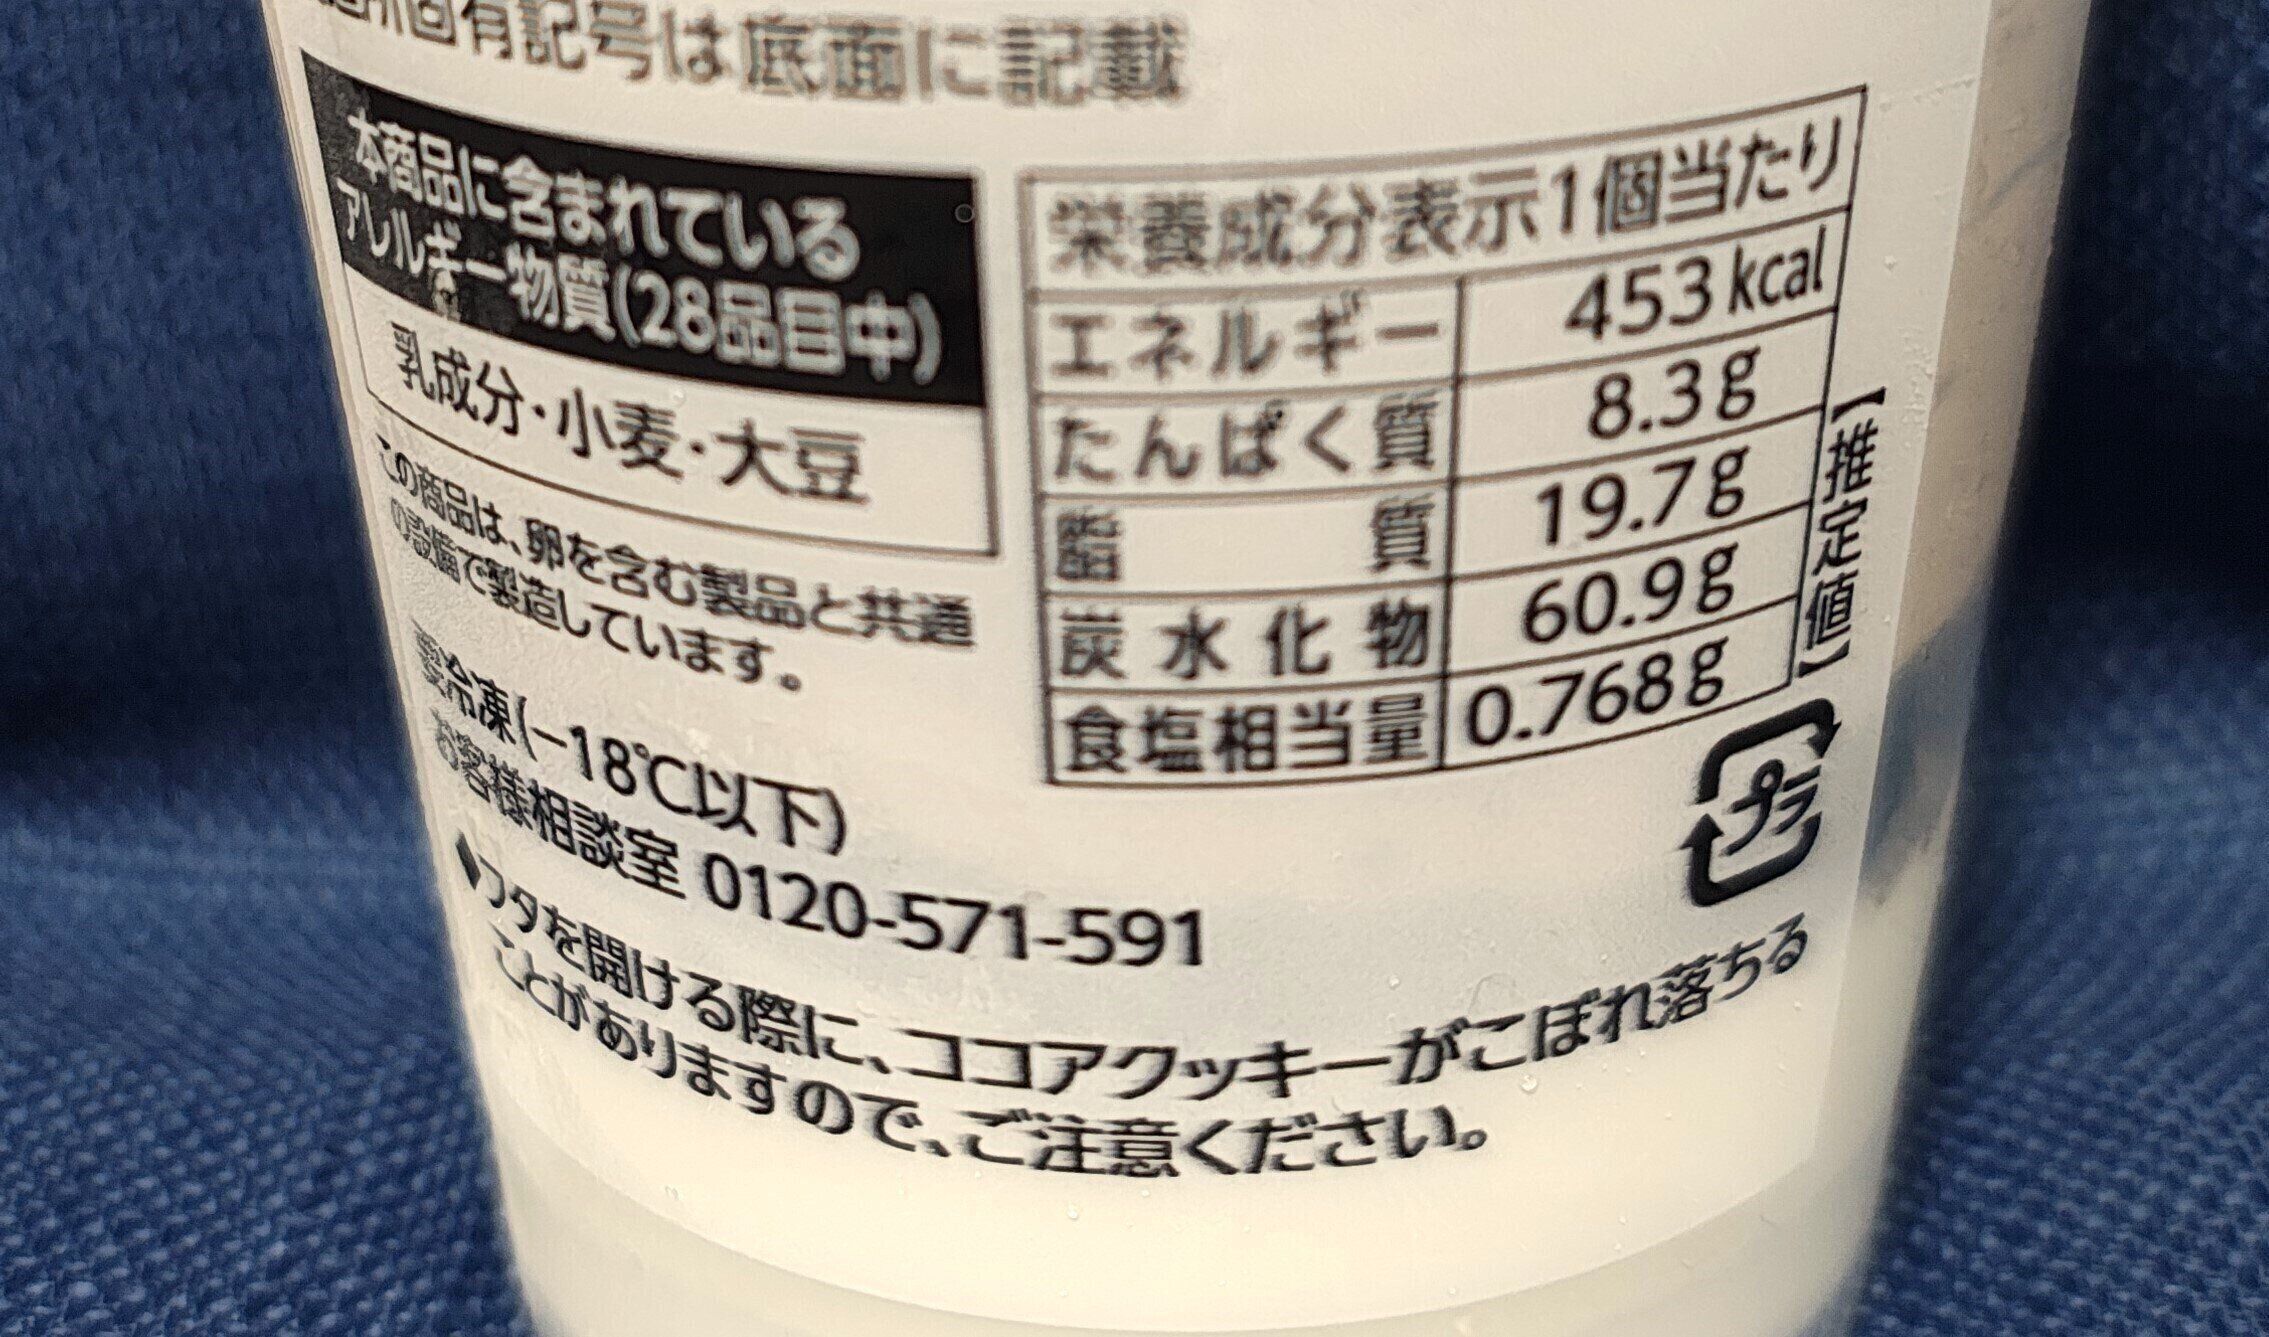 固有記号は底面に記載
本商品に含まれている
アレルギー物質(28品目中)
乳成分・小麦・大豆
この商品は、卵を含む製品と共通
の設備で製造しています。
要冷凍(−18℃以下)
お客様相談室 0120-571-591
栄養成分表示1個当たり
エネルギー 453kcal
たんぱく質 8.3g
脂質 19.7g
炭水化物 60.9g
食塩相当量 0.768g
【推定値】
プラ
◆フタを開ける際に、ココアクッキーがこぼれ落ちる
ことがありますので、ご注意ください。